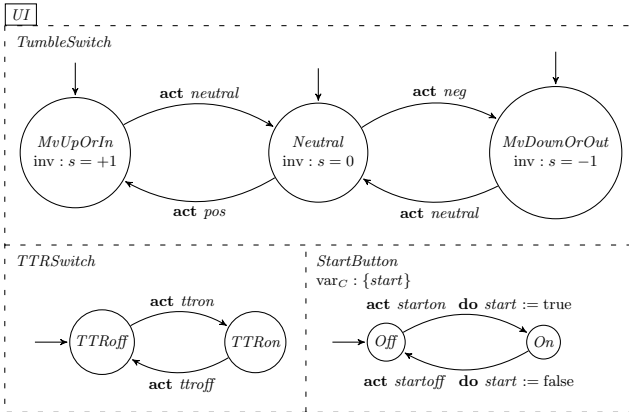 UI
TumbleSwitch
act neutral
act neg
MvUpOrIn
inv : s = +1
Neutral
inv : s = 0
MvDownOrOut
inv : s = −1
act pos
act neutral
TTRSwitch
act ttron
TTRoff
TTRon
act ttroff
StartButton
var_C : {start}
act starton do start := true
Off
On
act startoff do start := false